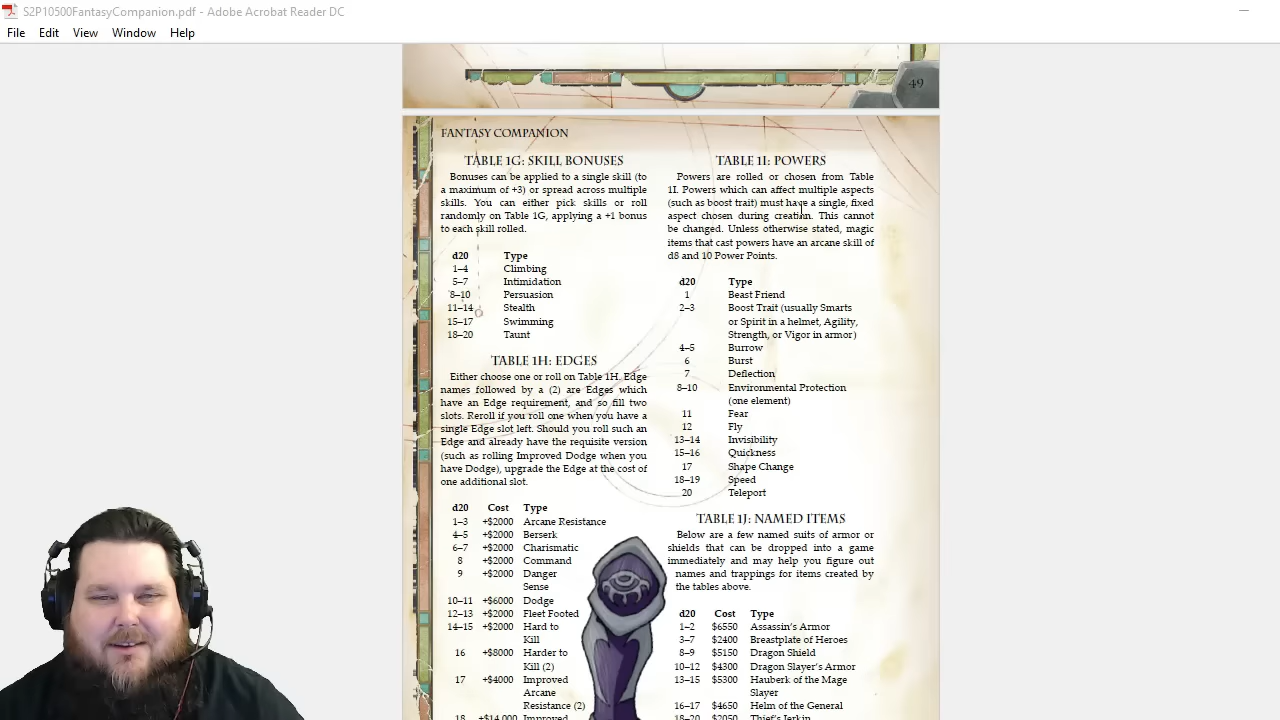 S2P10500FantasyCompanion.pdf - Adobe Acrobat Reader DC
File Edit View Window Help
49
FANTASY COMPANION
TABLE 1G: SKILL BONUSES
Bonuses can be applied to a single skill (to
a maximum of +3) or spread across multiple
skills. You can either pick skills or roll
randomly on Table 1G, applying a +1 bonus
to each skill rolled.
d20 Type
1–4 Climbing
5–7 Intimidation
8–10 Persuasion
11–14 Stealth
15–17 Swimming
18–20 Taunt
TABLE 1H: EDGES
Either choose one or roll on Table 1H. Edge
names followed by a (2) are Edges which
have an Edge requirement, and so fill two
slots. Reroll if you roll one when you have a
single Edge slot left. Should you roll such an
Edge and already have the requisite version
(such as rolling Improved Dodge when you
have Dodge), upgrade the Edge at the cost of
one additional slot.
d20 Cost Type
1–3 +$2000 Arcane Resistance
4–5 +$2000 Berserk
6–7 +$2000 Charismatic
8 +$2000 Command
9 +$2000 Danger
Sense
10–11 +$6000 Dodge
12–13 +$2000 Fleet Footed
14–15 +$2000 Hard to
Kill
16 +$8000 Harder to
Kill (2)
17 +$4000 Improved
Arcane
Resistance (2)
18 +$14,000 Improved
TABLE 1I: POWERS
Powers are rolled or chosen from Table
1I. Powers which can affect multiple aspects
(such as boost trait) must have a single, fixed
aspect chosen during creation. This cannot
be changed. Unless otherwise stated, magic
items that cast powers have an arcane skill of
d8 and 10 Power Points.
d20 Type
1 Beast Friend
2–3 Boost Trait (usually Smarts
or Spirit in a helmet, Agility,
Strength, or Vigor in armor)
4–5 Burrow
6 Burst
7 Deflection
8–10 Environmental Protection
(one element)
11 Fear
12 Fly
13–14 Invisibility
15–16 Quickness
17 Shape Change
18–19 Speed
20 Teleport
TABLE 1J: NAMED ITEMS
Below are a few named suits of armor or
shields that can be dropped into a game
immediately and may help you figure out
names and trappings for items created by
the tables above.
d20 Cost Type
1–2 $6550 Assassin's Armor
3–7 $2400 Breastplate of Heroes
8–9 $5150 Dragon Shield
10–12 $4300 Dragon Slayer's Armor
13–15 $5300 Hauberk of the Mage
Slayer
16–17 $4650 Helm of the General
18–20 $2050 Thief's Jerkin